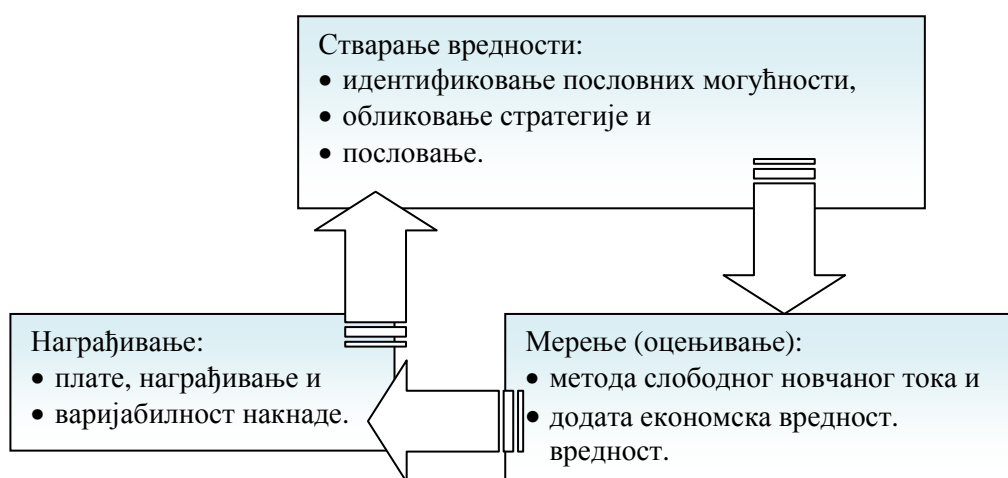 Стварање вредности:
• идентификовање пословних могућности,
• обликовање стратегије и
• пословање.
Награђивање:
• плате, награђивање и
• варијабилност накнаде.
Мерење (оцењивање):
• метода слободног новчаног тока и
• додата економска вредност.
вредност.